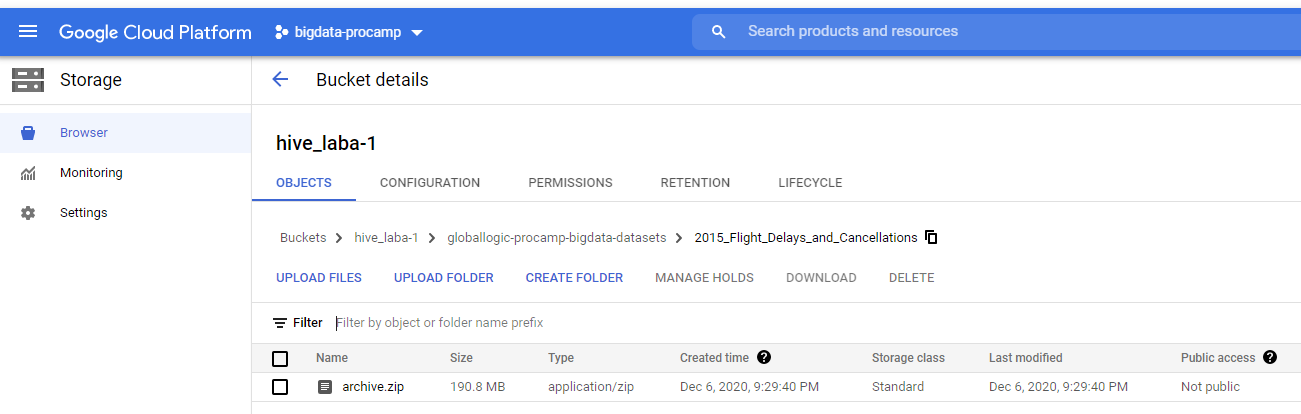 Google Cloud Platform bigdata-procamp Search products and resources
Storage Bucket details
Browser
hive_laba-1
Monitoring
OBJECTS CONFIGURATION PERMISSIONS RETENTION LIFECYCLE
Settings
Buckets > hive_laba-1 > globallogic-procamp-bigdata-datasets > 2015_Flight_Delays_and_Cancellations
UPLOAD FILES UPLOAD FOLDER CREATE FOLDER MANAGE HOLDS DOWNLOAD DELETE
Filter Filter by object or folder name prefix
Name Size Type Created time ? Storage class Last modified Public access ?
archive.zip 190.8 MB application/zip Dec 6, 2020, 9:29:40 PM Standard Dec 6, 2020, 9:29:40 PM Not public